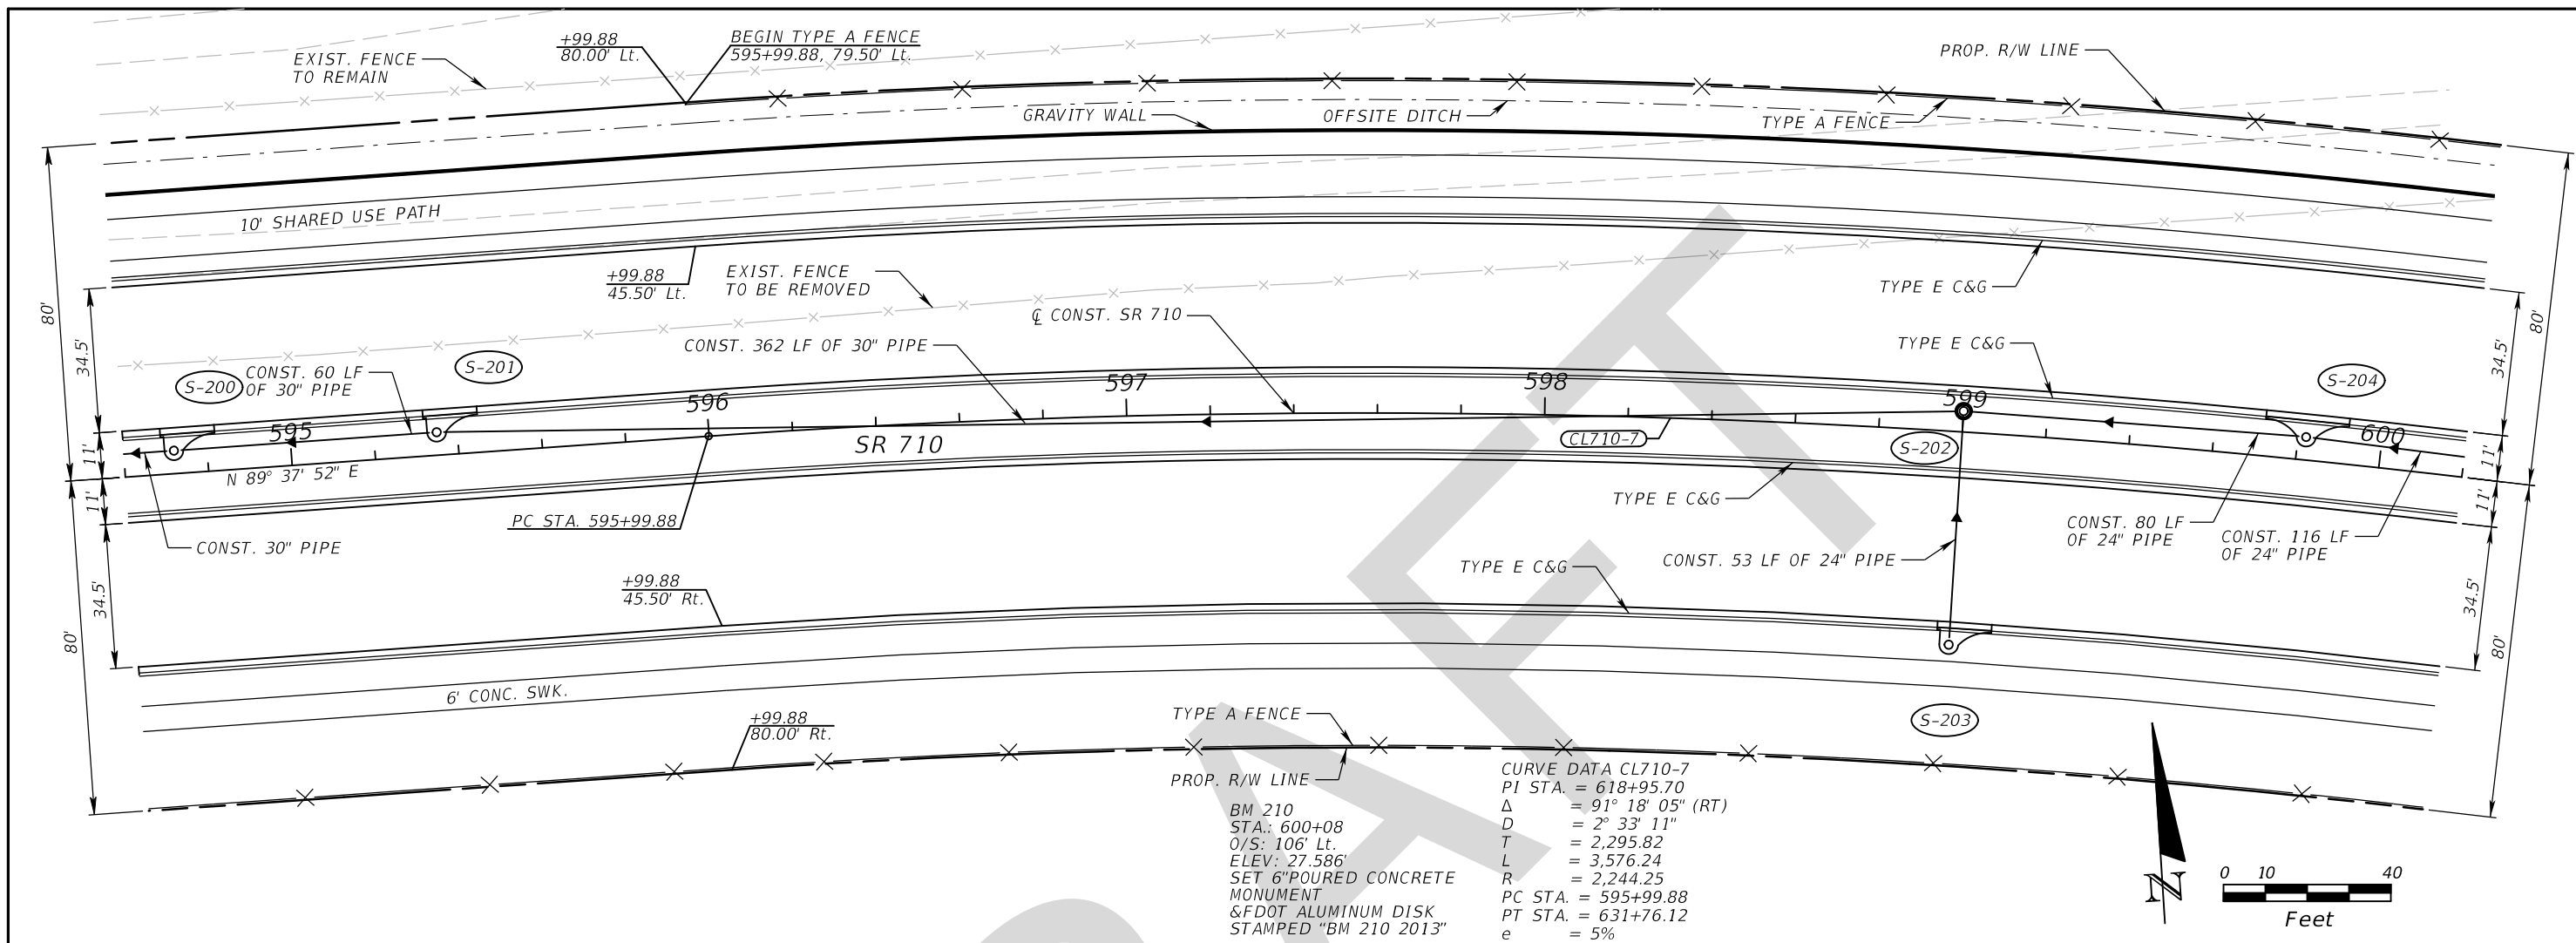 +99.88
80.00' Lt.
BEGIN TYPE A FENCE
595+99.88, 79.50' Lt.
EXIST. FENCE
TO REMAIN
PROP. R/W LINE
GRAVITY WALL
OFFSITE DITCH
TYPE A FENCE
10' SHARED USE PATH
+99.88
45.50' Lt.
EXIST. FENCE
TO BE REMOVED
TYPE E C&G
℄ CONST. SR 710
80'
34.5'
11'
11'
34.5'
80'
S-200
CONST. 60 LF
OF 30" PIPE
S-201
CONST. 362 LF OF 30" PIPE
TYPE E C&G
S-204
595
596
597
598
599
600
SR 710
CL710-7
S-202
N 89° 37' 52" E
PC STA. 595+99.88
CONST. 30" PIPE
TYPE E C&G
CONST. 80 LF
OF 24" PIPE
CONST. 116 LF
OF 24" PIPE
CONST. 53 LF OF 24" PIPE
TYPE E C&G
+99.88
45.50' Rt.
80'
34.5'
11'
11'
34.5'
80'
6' CONC. SWK.
+99.88
80.00' Rt.
TYPE A FENCE
S-203
PROP. R/W LINE
BM 210
STA.: 600+08
O/S: 106' Lt.
ELEV: 27.586'
SET 6"POURED CONCRETE
MONUMENT
&FDOT ALUMINUM DISK
STAMPED "BM 210 2013"
CURVE DATA CL710-7
PI STA. = 618+95.70
Δ = 91° 18' 05" (RT)
D = 2° 33' 11"
T = 2,295.82
L = 3,576.24
R = 2,244.25
PC STA. = 595+99.88
PT STA. = 631+76.12
e = 5%
N
0 10 40
Feet
DRAFT